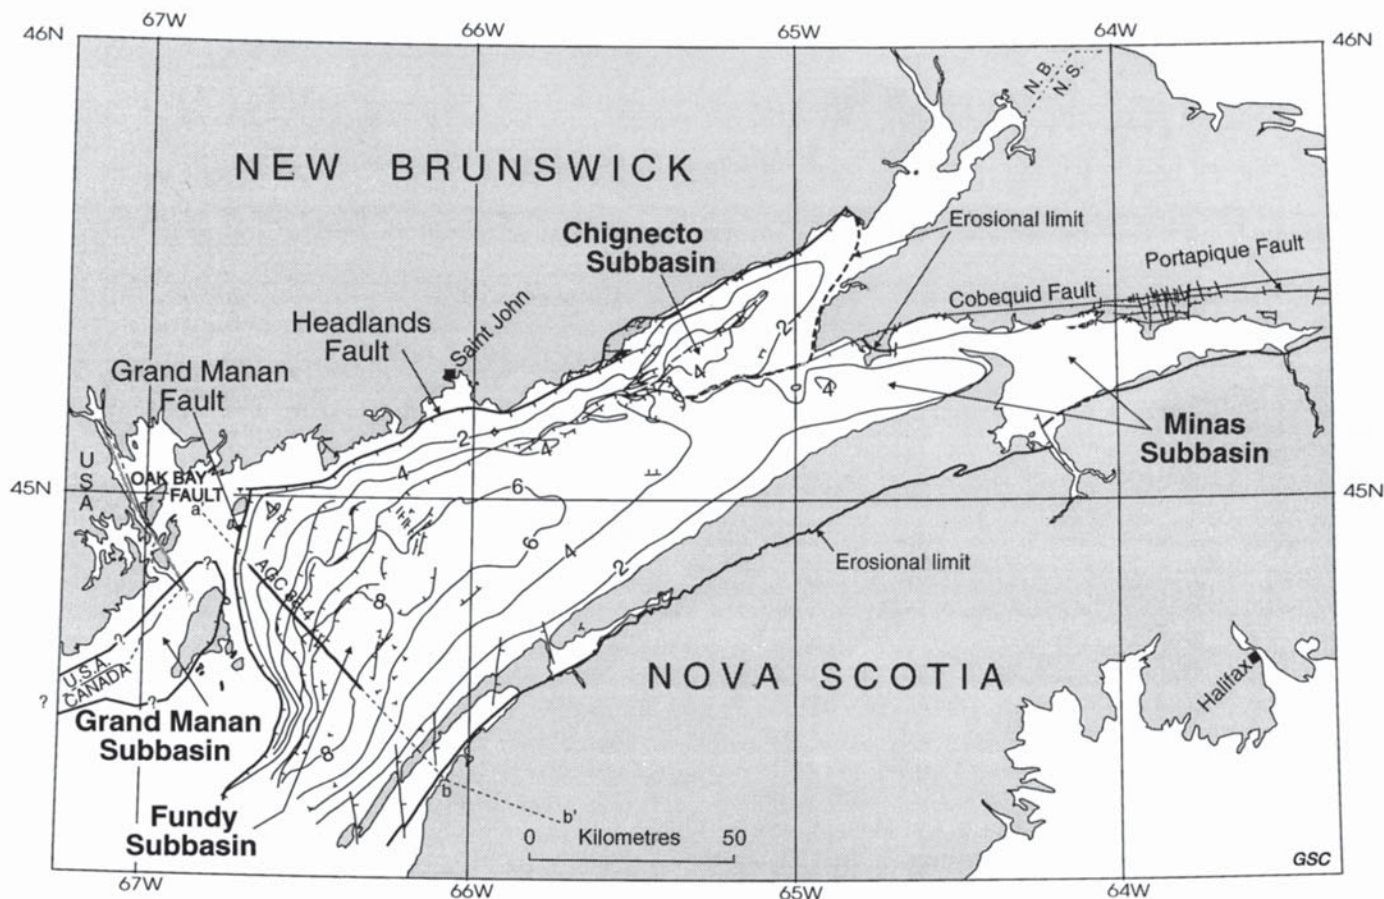 67W
66W
65W
64W
46N
46N
N.B.
N.S.
NEW BRUNSWICK
Chignecto
Subbasin
Erosional limit
Portapique Fault
Cobequid Fault
Headlands
Fault
Saint John
Grand Manan
Fault
2
4
4
Minas
Subbasin
2
4
4
USA
OAK BAY
FAULT
45N
45N
a
4
6
6
4
2
Erosional limit
?
8
?
?
U.S.A.
CANADA
?
?
NOVA SCOTIA
Halifax
Grand Manan
Subbasin
8
Fundy
Subbasin
b
b'
0 Kilometres 50
GSC
67W
66W
65W
64W